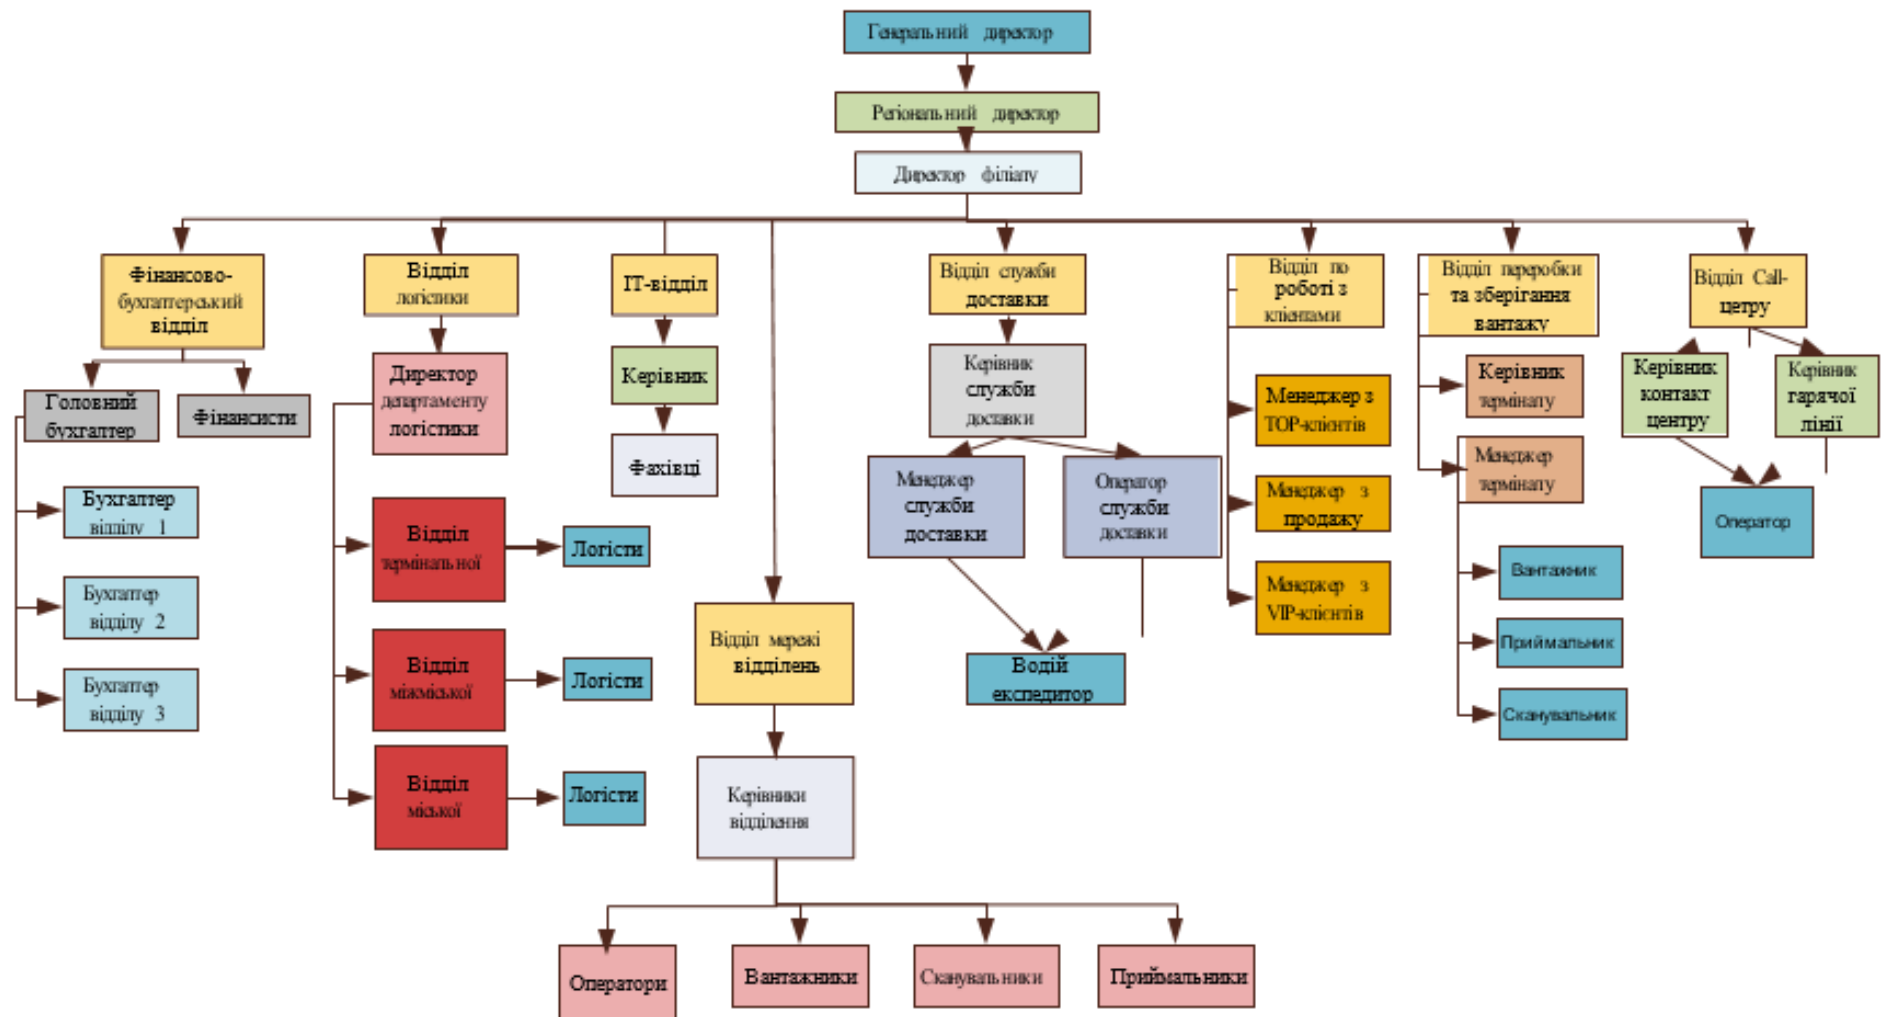 Генеральний директор
Регіональний директор
Директор філіалу
Фінансово-
бухгалтерський
відділ
Відділ
логістики
ІТ-відділ
Відділ служби
доставки
Відділ по
роботі з
клієнтами
Відділ переробки
та зберігання
вантажу
Відділ Call-
цетру
Головний
бухгалтер
Фінансисти
Директор
департаменту
логістики
Керівник
Фахівці
Керівник
служби
доставки
Менеджер з
TOP-клієнтів
Керівник
терміналу
Керівник
контакт
центру
Керівник
гарячої
лінії
Бухгалтер
відділу 1
Бухгалтер
відділу 2
Бухгалтер
відділу 3
Відділ
термінальної
Логісти
Відділ
міжміської
Логісти
Відділ
міської
Логісти
Відділ мережі
відділень
Керівники
відділення
Менеджер
служби
доставки
Оператор
служби
доставки
Водій
експедитор
Менеджер з
продажу
Менеджер з
VIP-клієнтів
Менеджер
терміналу
Вантажник
Приймальник
Сканувальник
Оператор
Оператори
Вантажники
Сканувальники
Приймальники